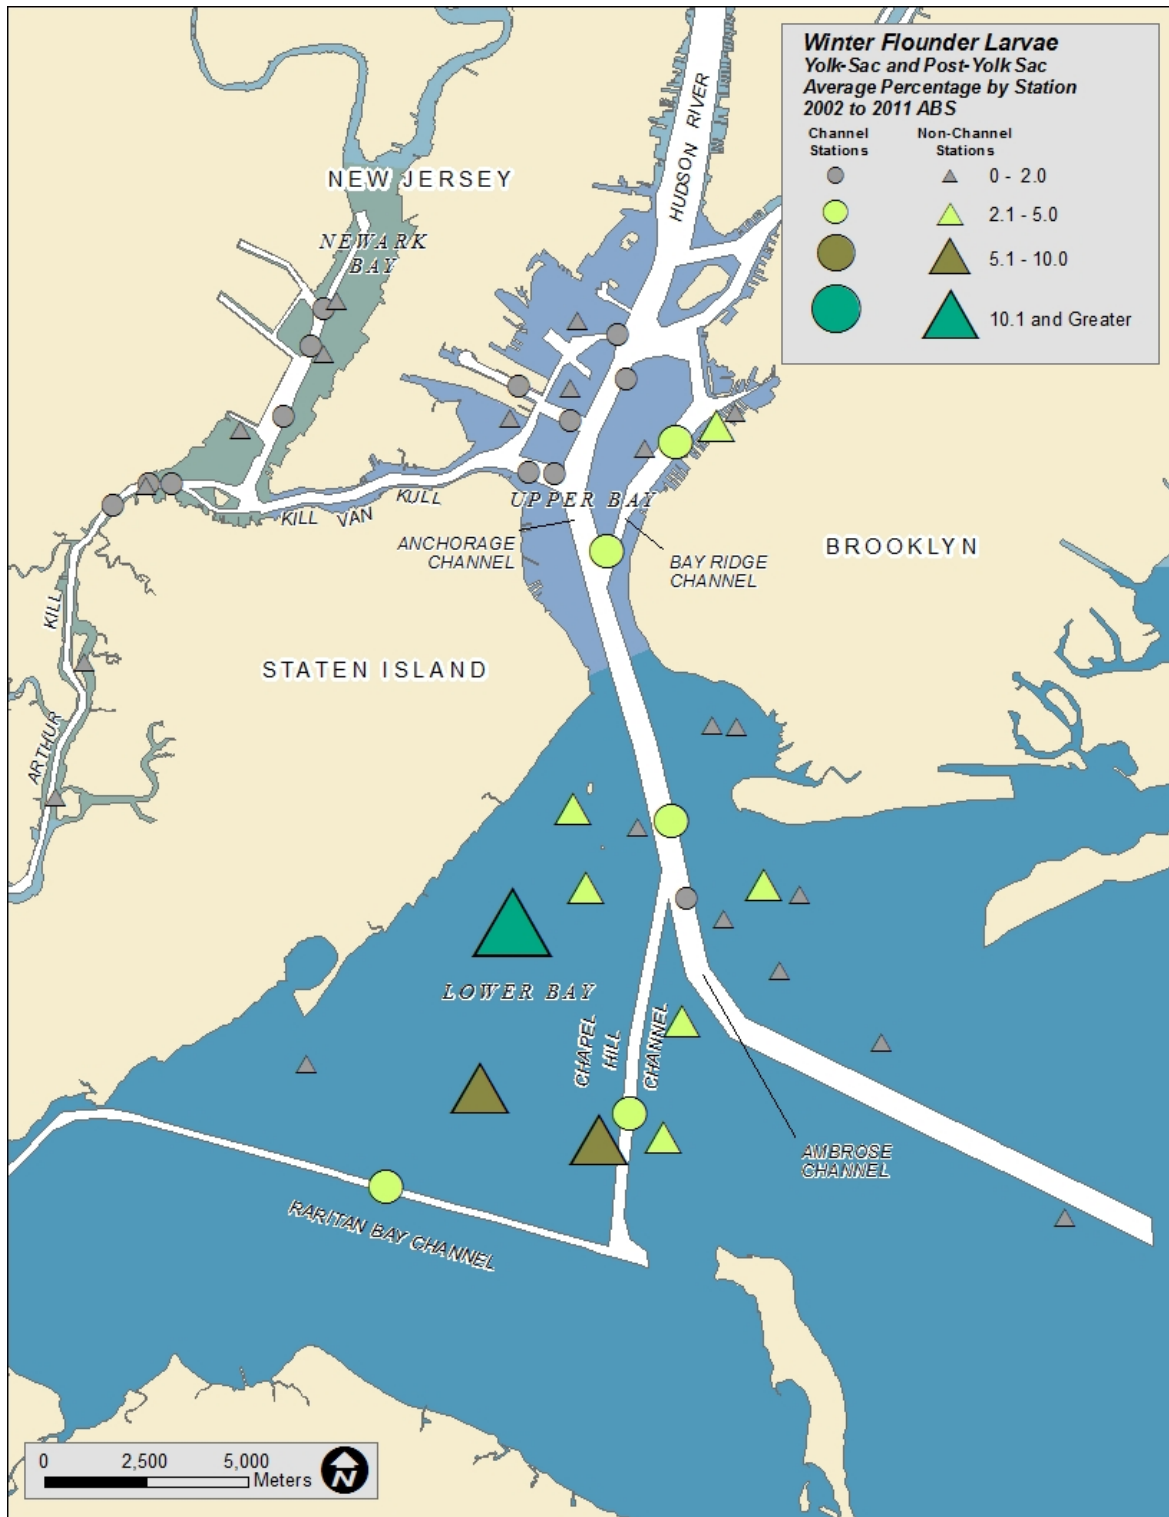 Winter Flounder Larvae
Yolk-Sac and Post-Yolk Sac
Average Percentage by Station
2002 to 2011 ABS
Channel Stations
Non-Channel Stations
0 - 2.0
2.1 - 5.0
5.1 - 10.0
10.1 and Greater
HUDSON RIVER
NEW JERSEY
NEWARK
BAY
KILL VAN KULL
UPPER BAY
ANCHORAGE
CHANNEL
BAY RIDGE
CHANNEL
BROOKLYN
STATEN ISLAND
ARTHUR KILL
LOWER BAY
CHAPEL
HILL
CHANNEL
AMBROSE
CHANNEL
RARITAN BAY CHANNEL
0 2,500 5,000
Meters
N